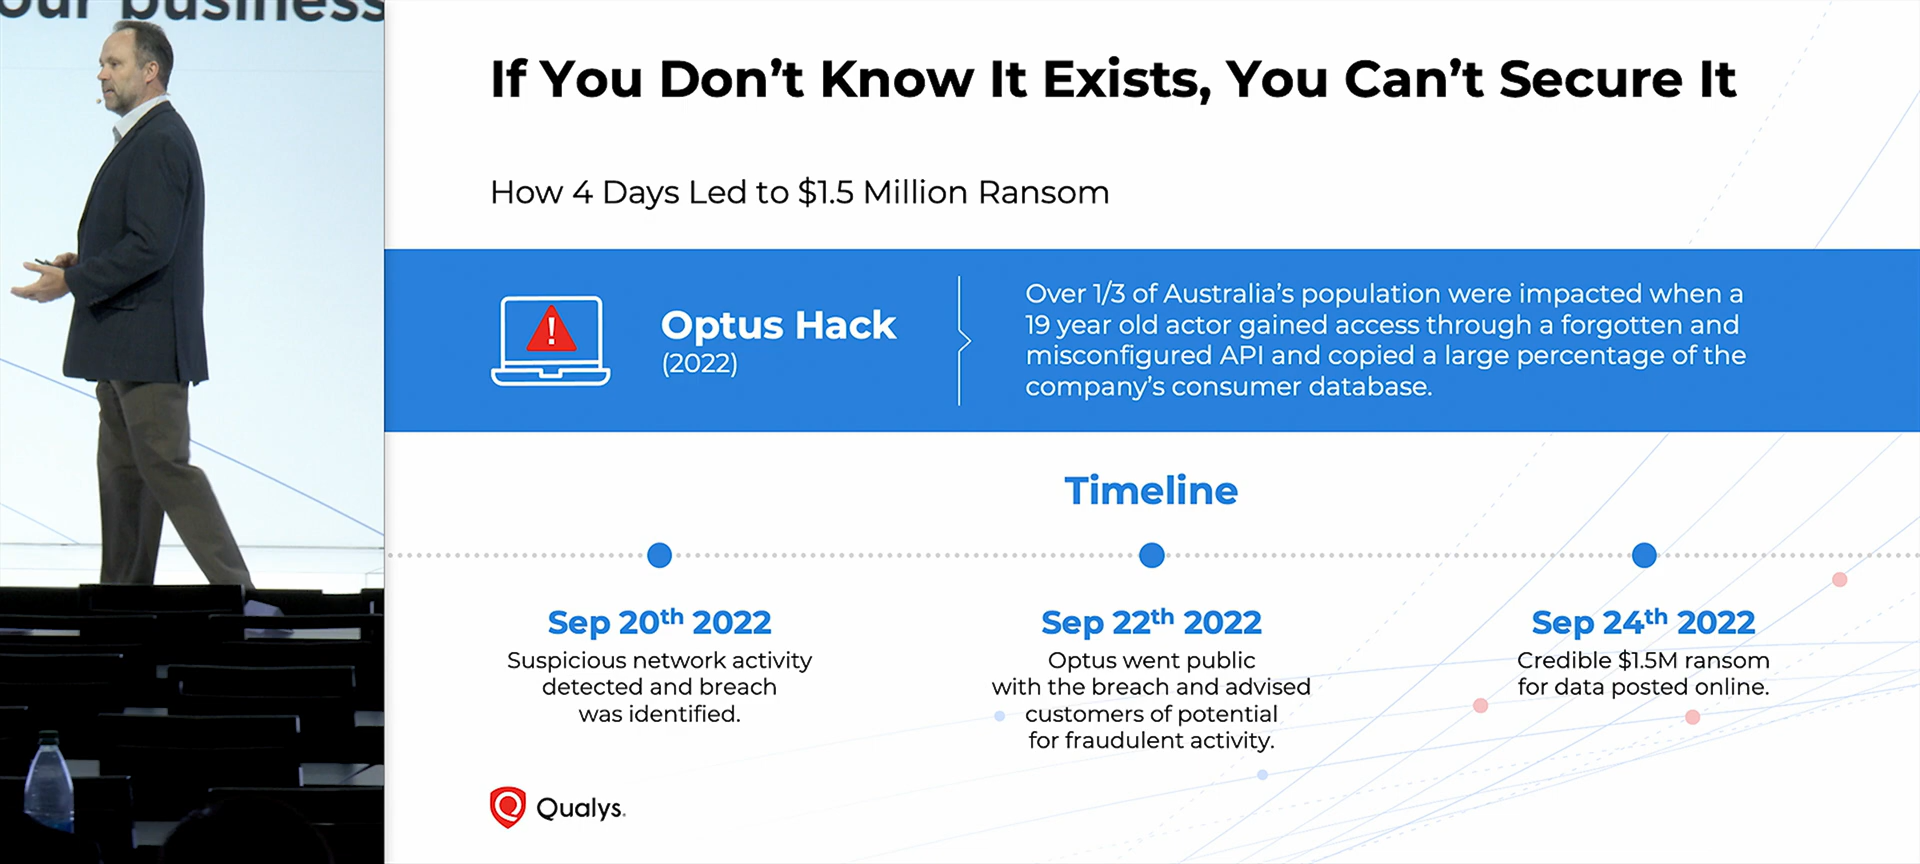 our business
If You Don’t Know It Exists, You Can’t Secure It
How 4 Days Led to $1.5 Million Ransom
Optus Hack
(2022)
Over 1/3 of Australia’s population were impacted when a
19 year old actor gained access through a forgotten and
misconfigured API and copied a large percentage of the
company’s consumer database.
Timeline
Sep 20th 2022
Suspicious network activity
detected and breach
was identified.
Sep 22th 2022
Optus went public
with the breach and advised
customers of potential
for fraudulent activity.
Sep 24th 2022
Credible $1.5M ransom
for data posted online.
Qualys.